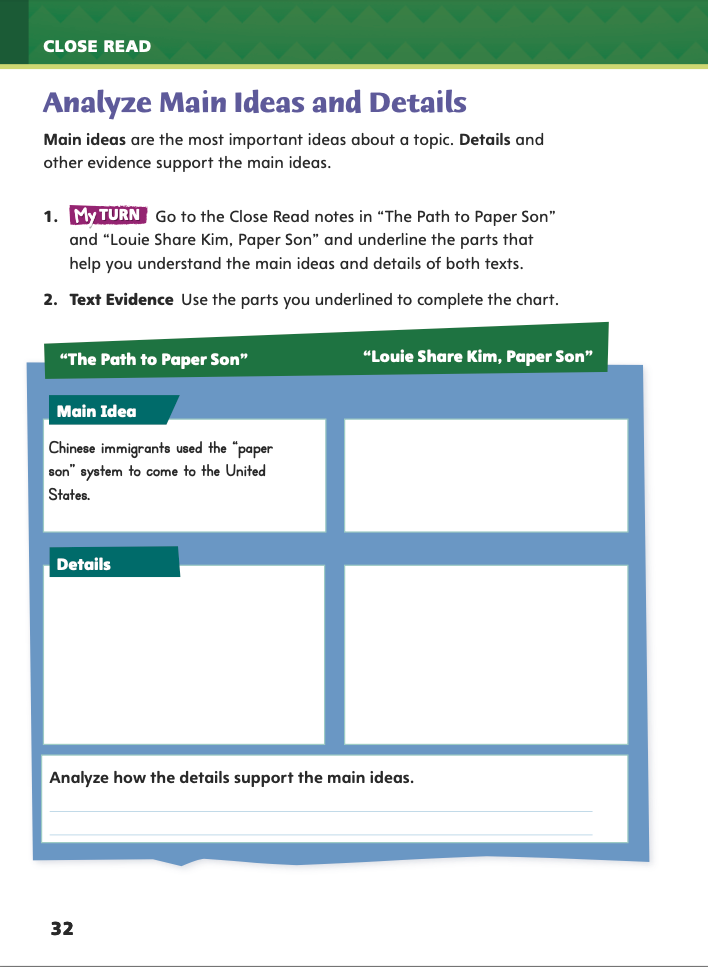 CLOSE READ
Analyze Main Ideas and Details
Main ideas are the most important ideas about a topic. Details and
other evidence support the main ideas.
1. My TURN Go to the Close Read notes in “The Path to Paper Son”
and “Louie Share Kim, Paper Son” and underline the parts that
help you understand the main ideas and details of both texts.
2. Text Evidence Use the parts you underlined to complete the chart.
“The Path to Paper Son” “Louie Share Kim, Paper Son”
Main Idea
Chinese immigrants used the “paper
son” system to come to the United
States.
Details
Analyze how the details support the main ideas.
32